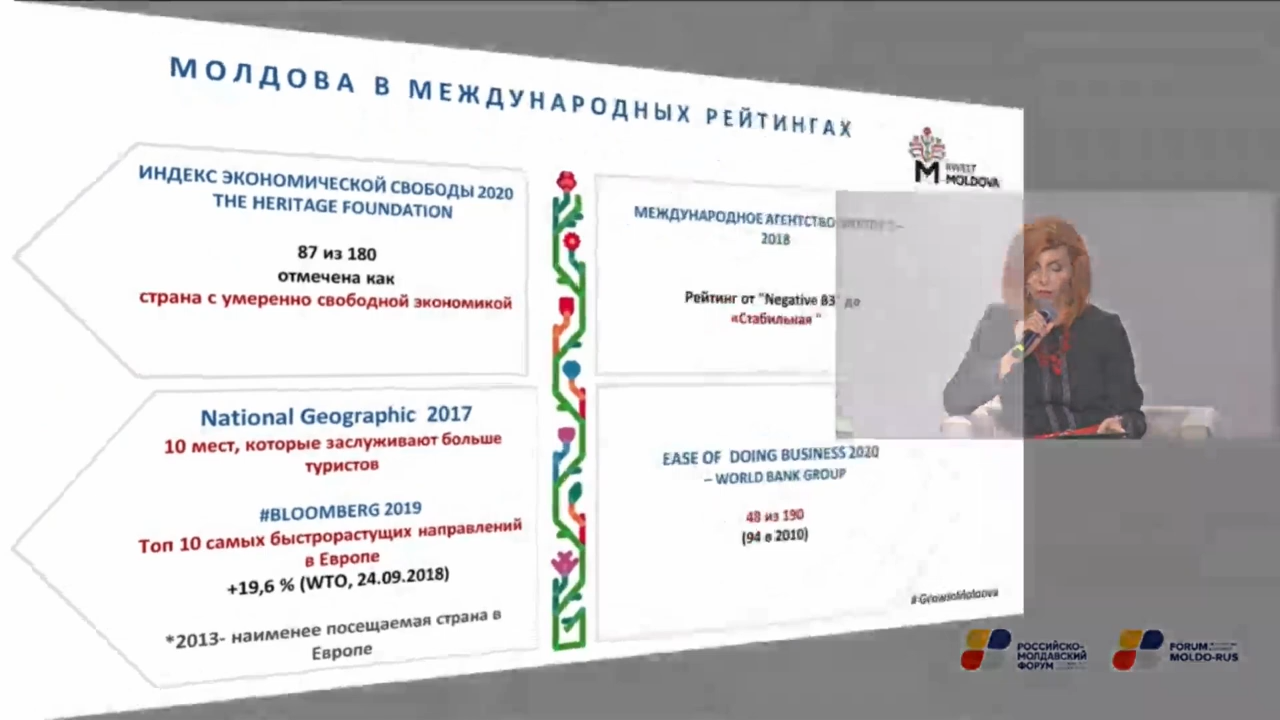 МОЛДОВА В МЕЖДУНАРОДНЫХ РЕЙТИНГАХ
INVEST
MOLDOVA
ИНДЕКС ЭКОНОМИЧЕСКОЙ СВОБОДЫ 2020
THE HERITAGE FOUNDATION
87 из 180
отмечена как
страна с умеренно свободной экономикой
МЕЖДУНАРОДНОЕ АГЕНТСТВО
2018
Рейтинг от "Negative B3" до
«Стабильная "
National Geographic 2017
10 мест, которые заслуживают больше
туристов
#BLOOMBERG 2019
Топ 10 самых быстрорастущих направлений
в Европе
+19,6 % (WTO, 24.09.2018)
*2013- наименее посещаемая страна в
Европе
EASE OF DOING BUSINESS 2020
– WORLD BANK GROUP
48 из 190
(94 в 2010)
#GrowinMoldova
РОССИЙСКО-
МОЛДАВСКИЙ
ФОРУМ
FORUM
MOLDO-RUS